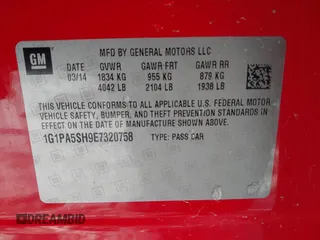 GM
MFD BY GENERAL MOTORS LLC
DATE GVWR GAWR FRT GAWR RR
03/14 1834 KG 955 KG 879 KG
4042 LB 2104 LB 1938 LB
THIS VEHICLE CONFORMS TO ALL APPLICABLE U.S. FEDERAL MOTOR
VEHICLE SAFETY, BUMPER, AND THEFT PREVENTION STANDARDS
IN EFFECT ON THE DATE OF MANUFACTURE SHOWN ABOVE.
1G1PA5SH9E7320758 TYPE: PASS CAR
IDREAMBID